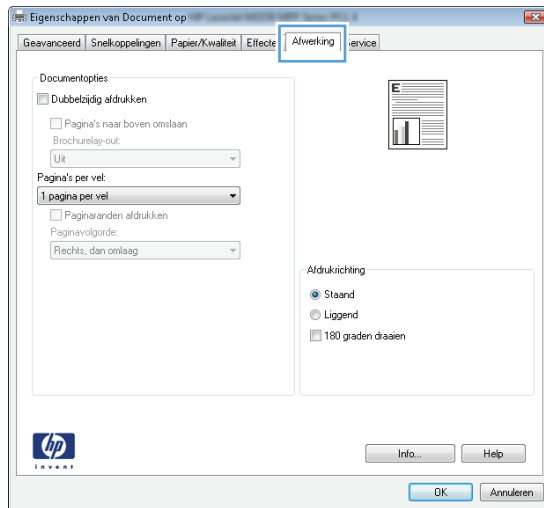 Eigenschappen van Document op
Geavanceerd Snelkoppelingen Papier/Kwaliteit Effecte Afwerking ervice
Documentopties
Dubbelzijdig afdrukken
Pagina's naar boven omslaan
Brochurelay-out:
Uit
Pagina's per vel:
1 pagina per vel
Paginaranden afdrukken
Paginavolgorde:
Rechts, dan omlaag
E
Afdrukrichting
Staand
Liggend
180 graden draaien
hp
invent
Info... Help
OK Annuleren